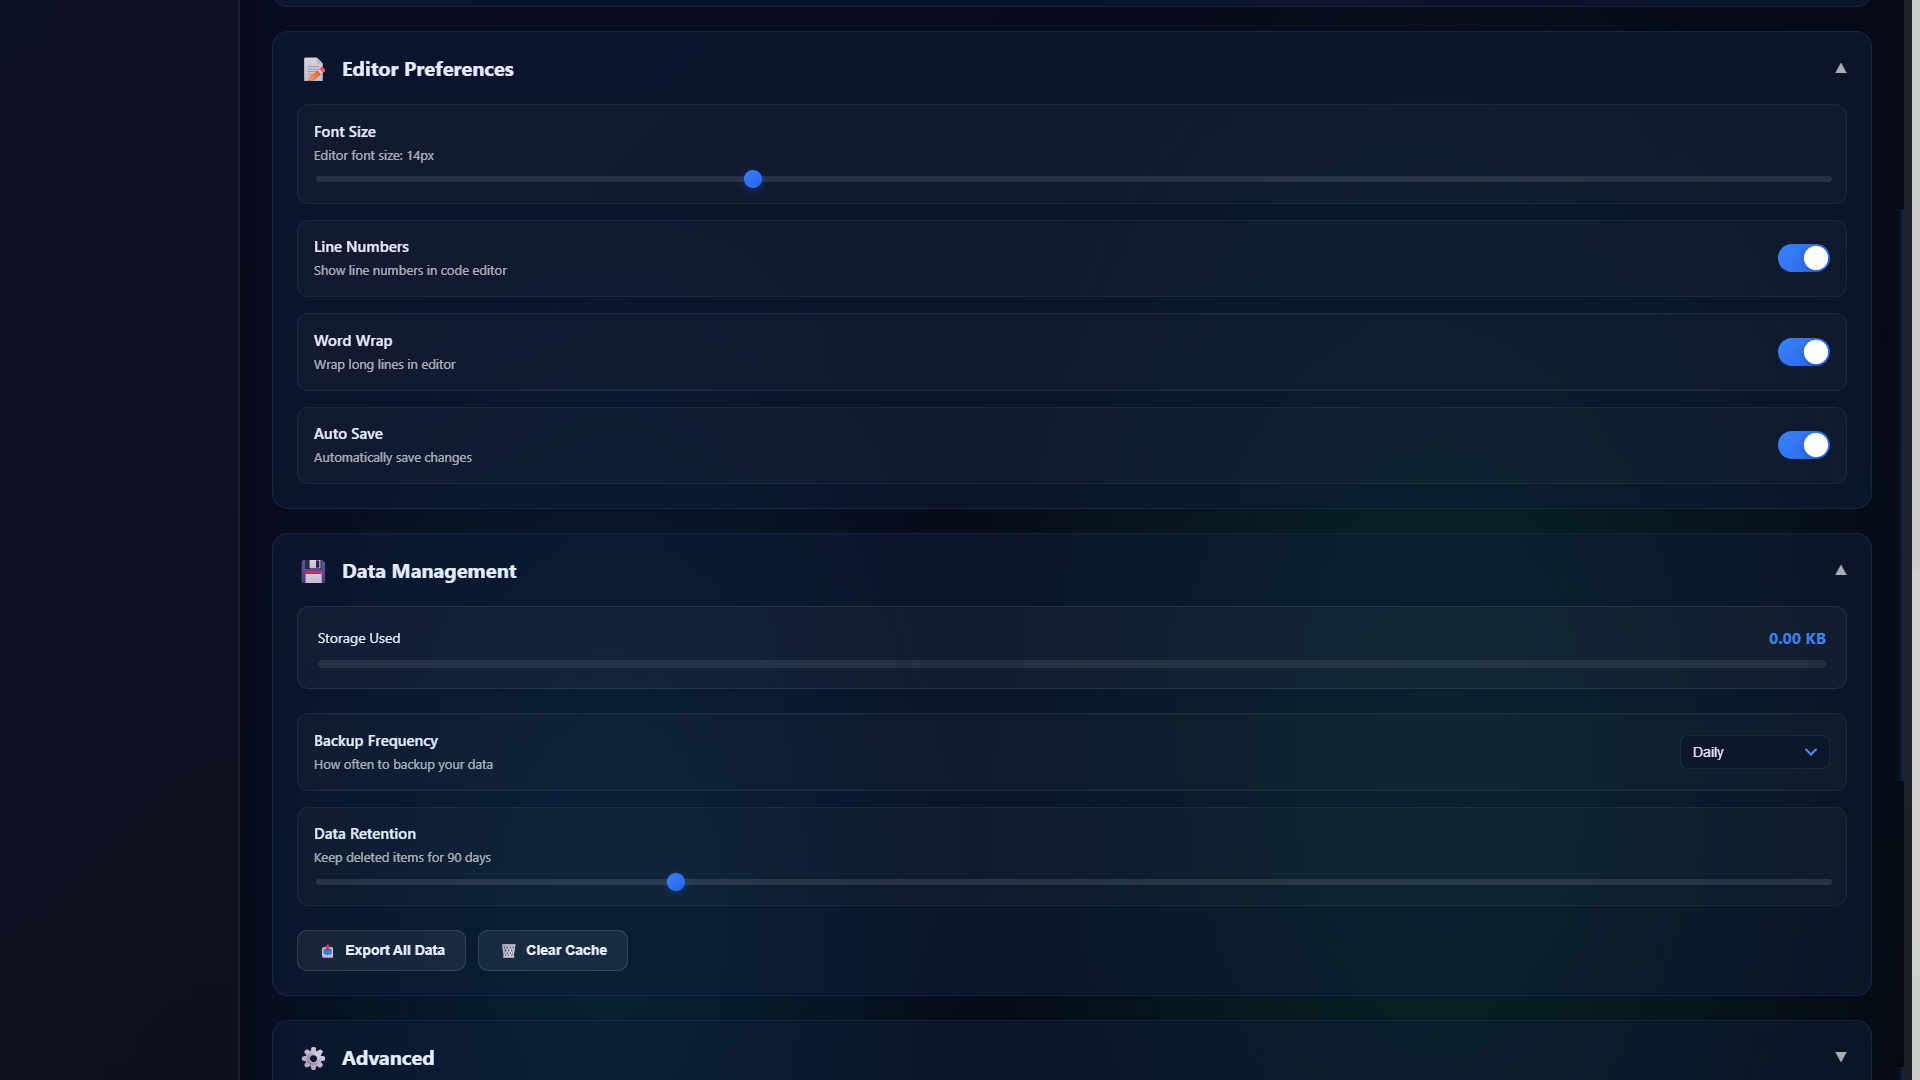 Editor Preferences
Font Size
Editor font size: 14px
Line Numbers
Show line numbers in code editor
Word Wrap
Wrap long lines in editor
Auto Save
Automatically save changes
Data Management
Storage Used
0.00 KB
Backup Frequency
How often to backup your data
Daily
Data Retention
Keep deleted items for 90 days
Export All Data
Clear Cache
Advanced